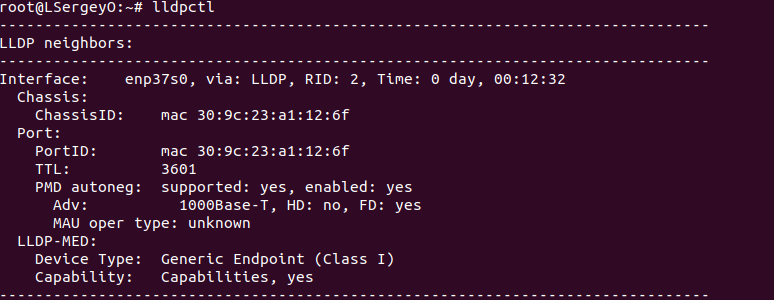 root@LSergeyO:~# lldpctl
-------------------------------------------------------------------------------
LLDP neighbors:
-------------------------------------------------------------------------------
Interface:    enp37s0, via: LLDP, RID: 2, Time: 0 day, 00:12:32
  Chassis:
    ChassisID:    mac 30:9c:23:a1:12:6f
  Port:
    PortID:       mac 30:9c:23:a1:12:6f
    TTL:          3601
    PMD autoneg:  supported: yes, enabled: yes
      Adv:          1000Base-T, HD: no, FD: yes
      MAU oper type: unknown
  LLDP-MED:
    Device Type:  Generic Endpoint (Class I)
    Capability:   Capabilities, yes
-------------------------------------------------------------------------------